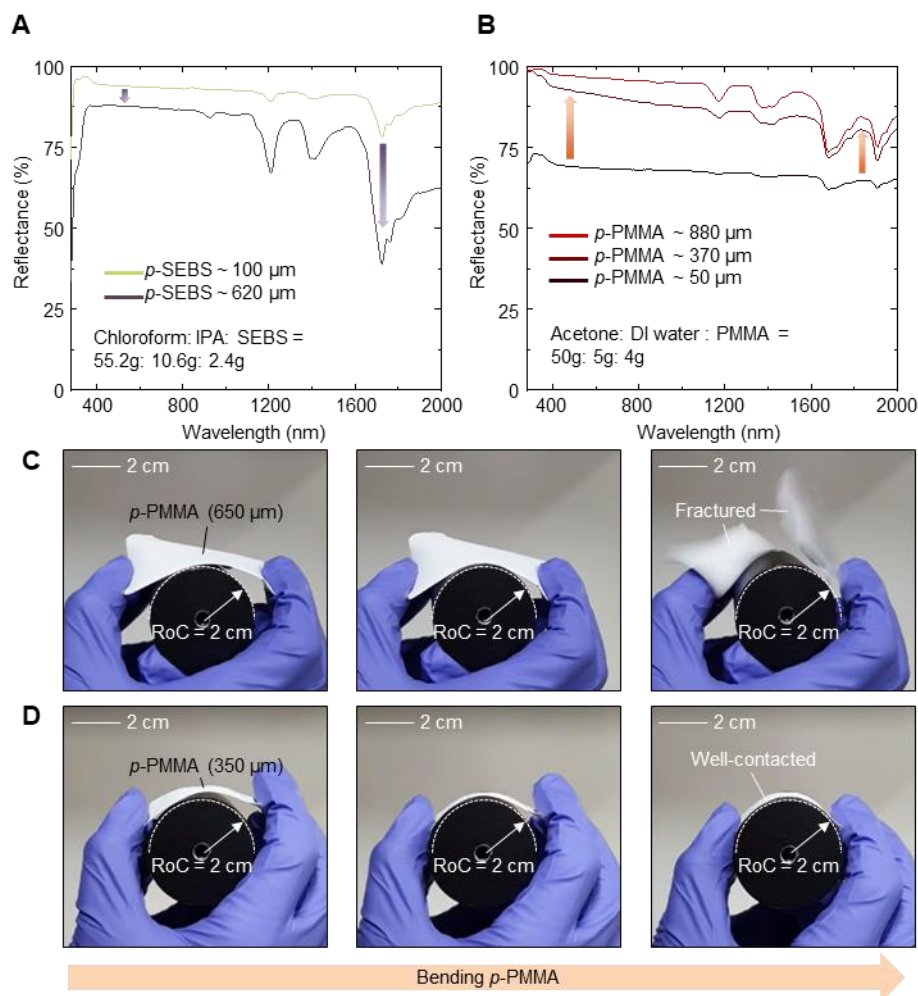 A
B
100
75
50
25
0
Reflectance (%)
p-SEBS ~ 100 μm
p-SEBS ~ 620 μm
Chloroform: IPA: SEBS =
55.2g: 10.6g: 2.4g
400
800
1200
1600
2000
Wavelength (nm)
100
75
50
25
0
Reflectance (%)
p-PMMA ~ 880 μm
p-PMMA ~ 370 μm
p-PMMA ~ 50 μm
Acetone: DI water : PMMA =
50g: 5g: 4g
400
800
1200
1600
2000
Wavelength (nm)
C
2 cm
p-PMMA (650 μm)
RoC = 2 cm
2 cm
RoC = 2 cm
2 cm
Fractured
RoC = 2 cm
D
2 cm
p-PMMA (350 μm)
RoC = 2 cm
2 cm
RoC = 2 cm
2 cm
Well-contacted
RoC = 2 cm
Bending p-PMMA